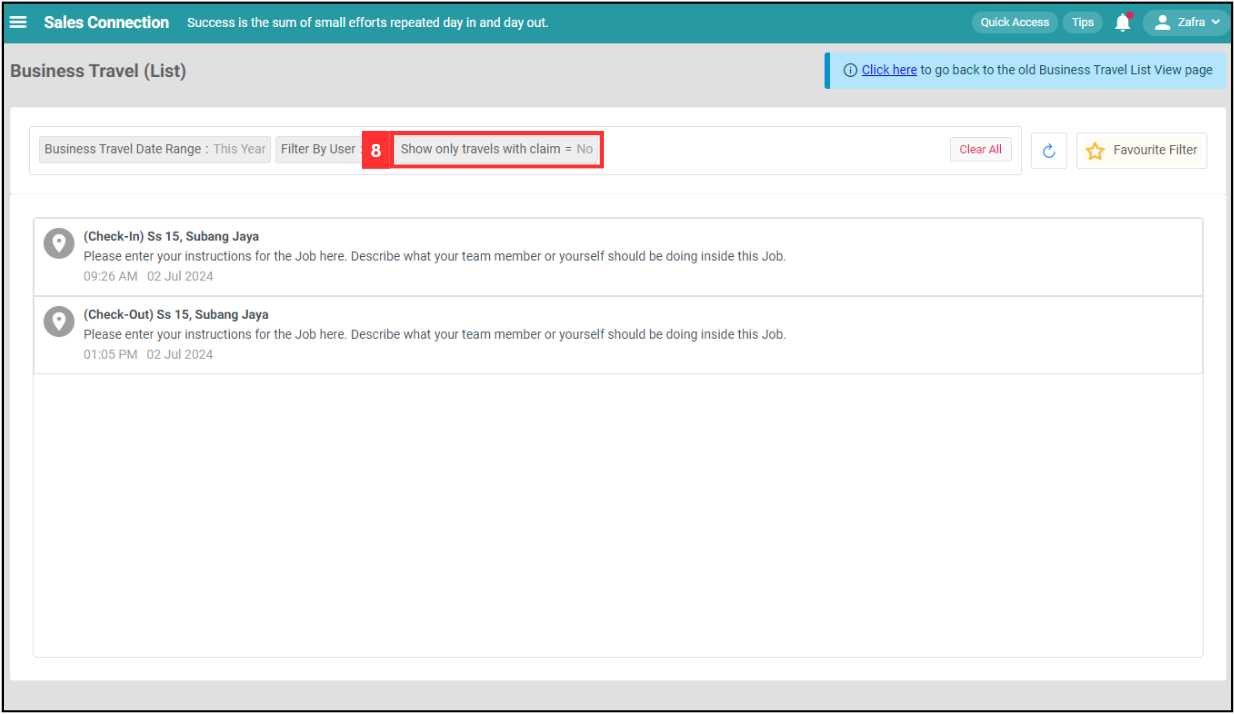 Sales Connection Success is the sum of small efforts repeated day in and day out. Quick Access Tips Zafra
Business Travel (List) Click here to go back to the old Business Travel List View page
Business Travel Date Range : This Year Filter By User : 8 Show only travels with claim = No Clear All Favourite Filter
(Check-In) Ss 15, Subang Jaya
Please enter your instructions for the Job here. Describe what your team member or yourself should be doing inside this Job.
09:26 AM 02 Jul 2024
(Check-Out) Ss 15, Subang Jaya
Please enter your instructions for the Job here. Describe what your team member or yourself should be doing inside this Job.
01:05 PM 02 Jul 2024